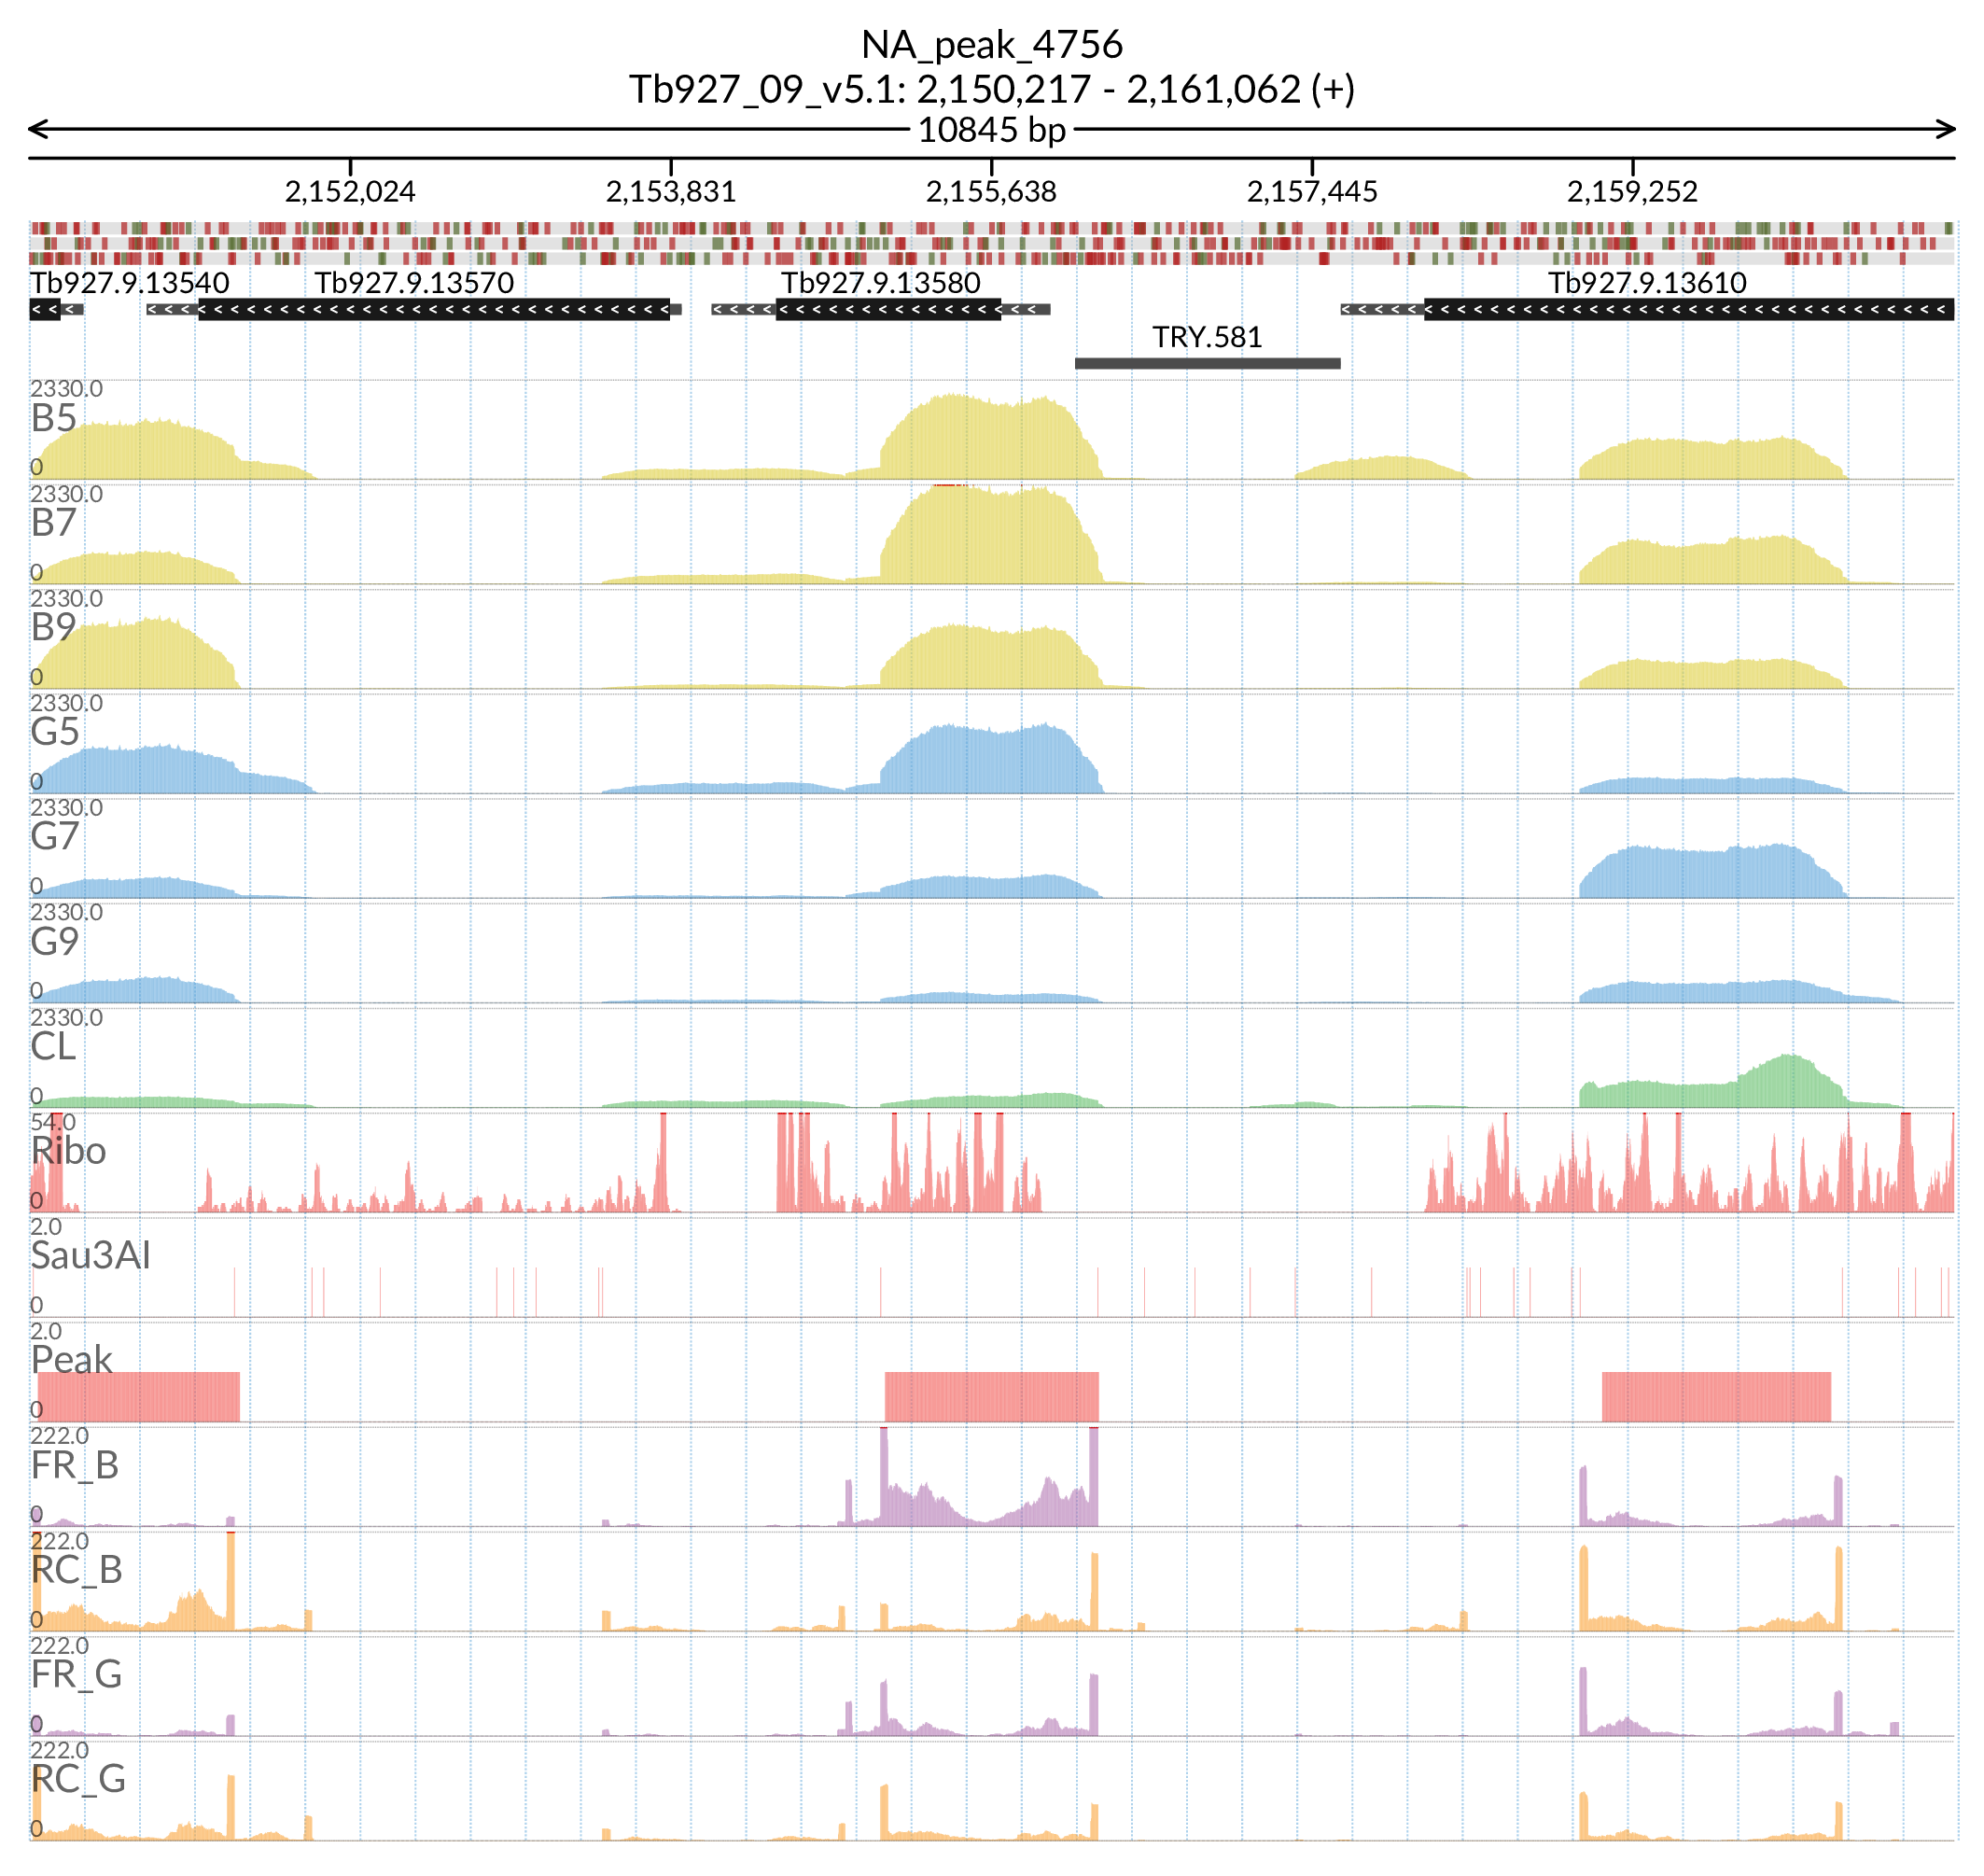 NA_peak_4756
Tb927_09_v5.1: 2,150,217 - 2,161,062 (+)
10845 bp
2,152,024 2,153,831 2,155,638 2,157,445 2,159,252
Tb927.9.13540 Tb927.9.13570 Tb927.9.13580 Tb927.9.13610
TRY.581
2330.0
B5
0
2330.0
B7
0
2330.0
B9
0
2330.0
G5
0
2330.0
G7
0
2330.0
G9
0
2330.0
CL
0
54.0
Ribo
0
2.0
Sau3AI
0
2.0
Peak
0
222.0
FR_B
0
222.0
RC_B
0
222.0
FR_G
0
222.0
RC_G
0